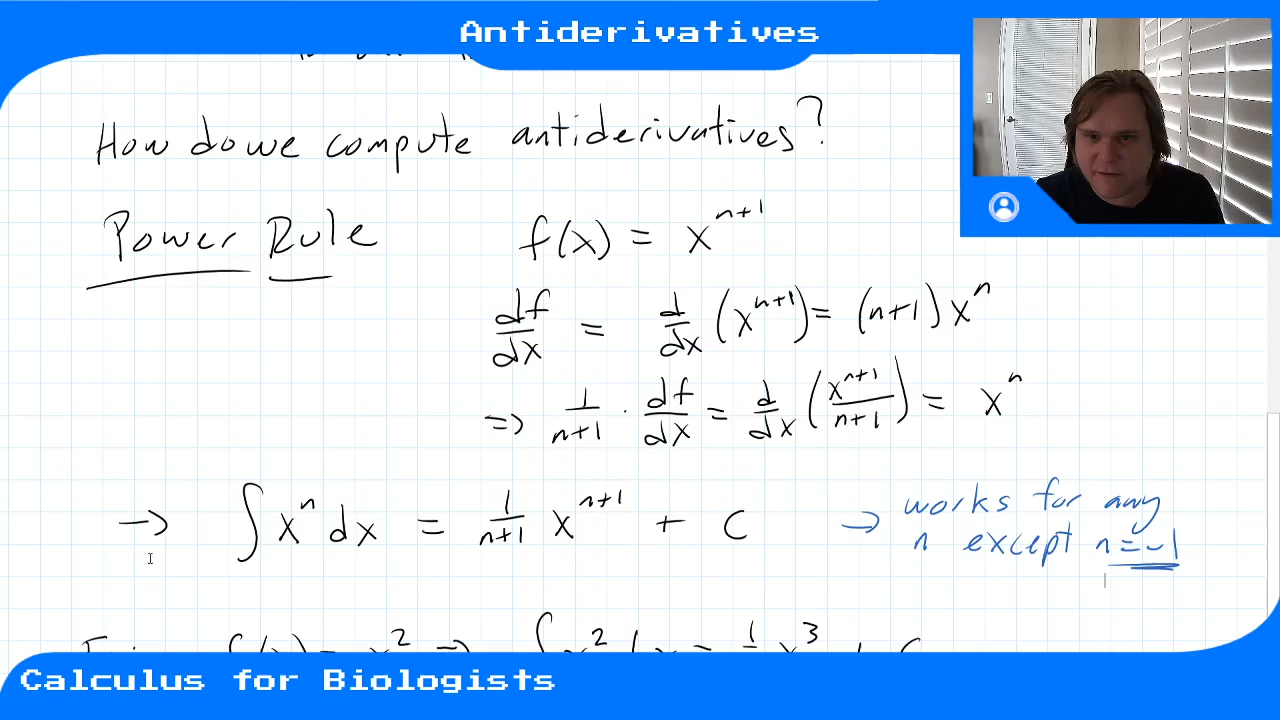 Antiderivatives
How do we compute antiderivatives?
Power Rule
f(x) = x^{n+1}
df/dx = d/dx (x^{n+1}) = (n+1) x^n
=> 1/(n+1) · df/dx = d/dx (x^{n+1}/(n+1)) = x^n
→ ∫ x^n dx = 1/(n+1) x^{n+1} + C
→ works for any
n except n = -1
Calculus for Biologists